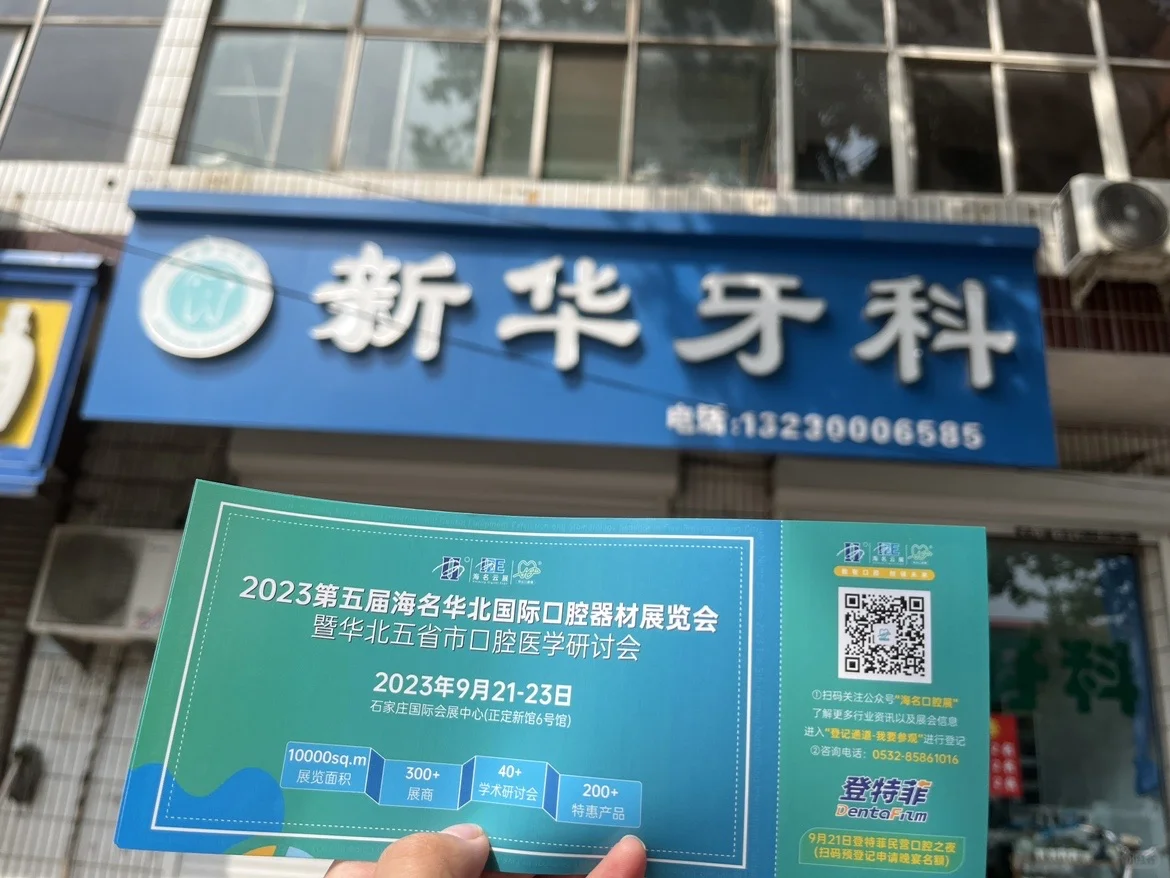 新华牙科
电话:13230006585
海名云展
2023第五届海名华北国际口腔器材展览会
暨华北五省市口腔医学研讨会
2023年9月21-23日
石家庄国际会展中心(正定新馆6号馆)
10000sq.m
展览面积
300+
展商
40+
学术研讨会
200+
特惠产品
①扫码关注公众号"海名口腔展"
了解更多行业资讯以及展会信息
进入"登记通道-我要参观"进行登记
②咨询电话：0532-85861016
登特菲
DentaFilm
9月21日登特菲民营口腔之夜
(扫码预登记申请晚宴名额)
牙科